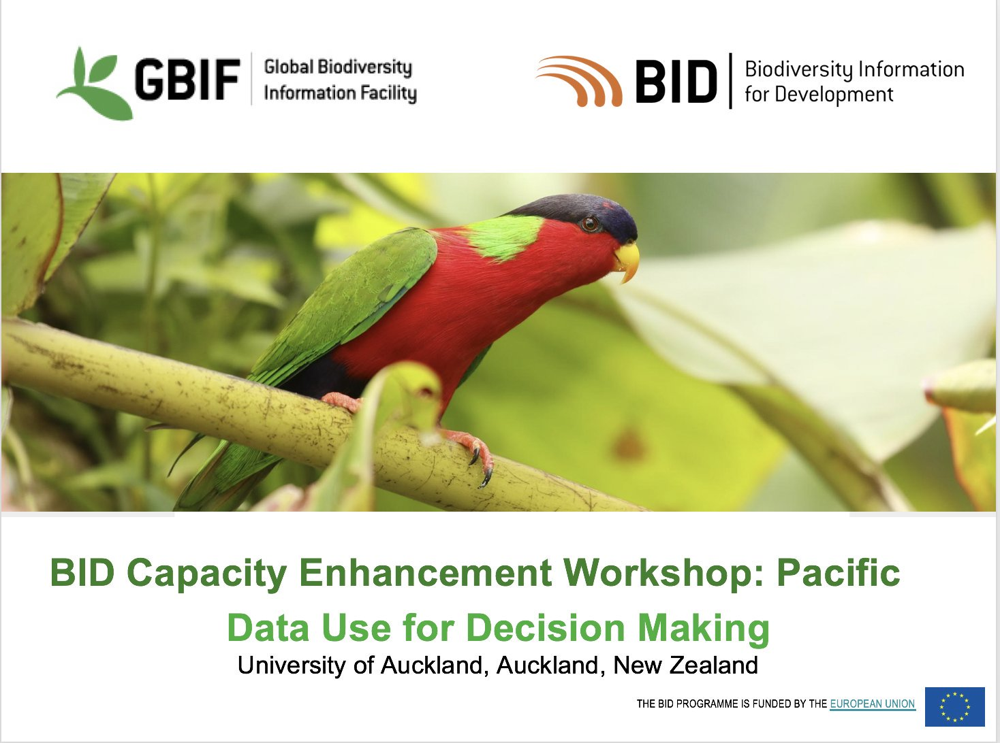 GBIF
Global Biodiversity
Information Facility
BID
Biodiversity Information
for Development
BID Capacity Enhancement Workshop: Pacific
Data Use for Decision Making
University of Auckland, Auckland, New Zealand
THE BID PROGRAMME IS FUNDED BY THE EUROPEAN UNION